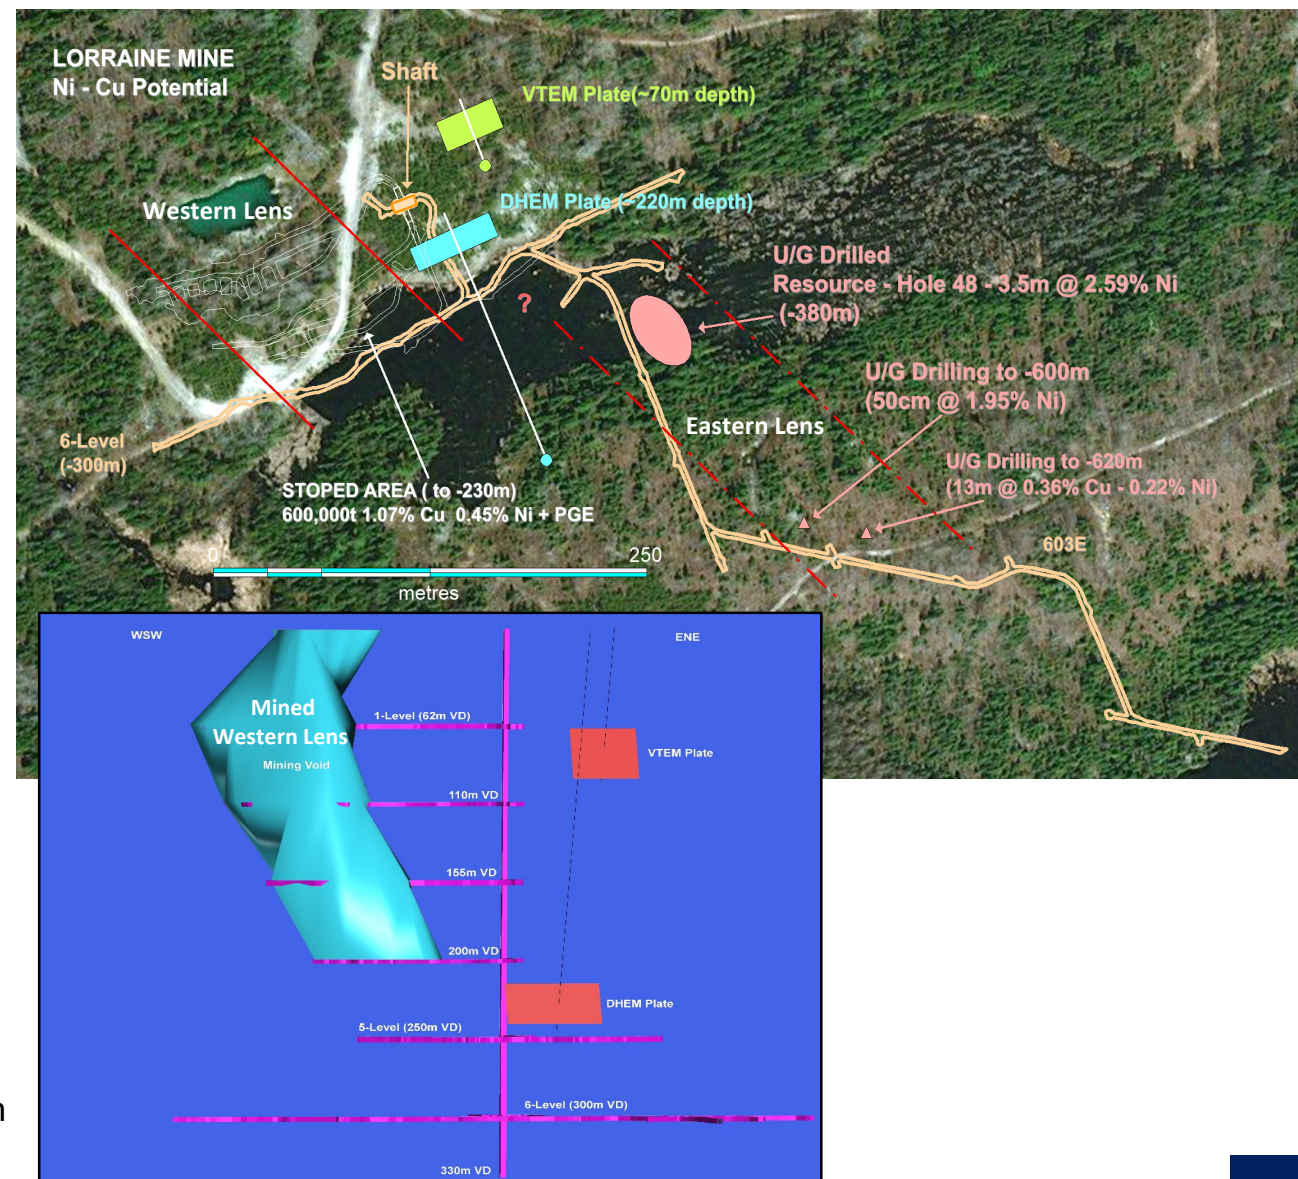 LORRAINE MINE
Ni - Cu Potential
Shaft
VTEM Plate(~70m depth)
Western Lens
DHEM Plate (~220m depth)
U/G Drilled
Resource - Hole 48 - 3.5m @ 2.59% Ni
(-380m)
?
U/G Drilling to -600m
(50cm @ 1.95% Ni)
Eastern Lens
6-Level
(-300m)
U/G Drilling to -620m
(13m @ 0.36% Cu - 0.22% Ni)
STOPED AREA ( to -230m)
600,000t 1.07% Cu 0.45% Ni + PGE
603E
0
250
metres
WSW
ENE
Mined
Western Lens
Mining Void
1-Level (62m VD)
VTEM Plate
110m VD
155m VD
200m VD
DHEM Plate
5-Level (250m VD)
6-Level (300m VD)
330m VD